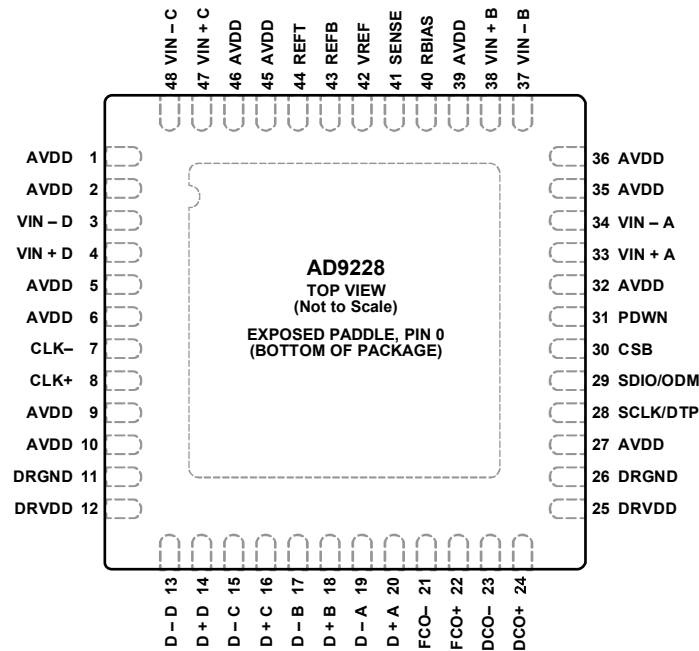 48 VIN – C
47 VIN + C
46 AVDD
45 AVDD
44 REFT
43 REFB
42 VREF
41 SENSE
40 RBIAS
39 AVDD
38 VIN + B
37 VIN – B
AVDD 1
AVDD 2
VIN – D 3
VIN + D 4
AVDD 5
AVDD 6
CLK– 7
CLK+ 8
AVDD 9
AVDD 10
DRGND 11
DRVDD 12
AD9228
TOP VIEW
(Not to Scale)
EXPOSED PADDLE, PIN 0
(BOTTOM OF PACKAGE)
36 AVDD
35 AVDD
34 VIN – A
33 VIN + A
32 AVDD
31 PDWN
30 CSB
29 SDIO/ODM
28 SCLK/DTP
27 AVDD
26 DRGND
25 DRVDD
D – D 13
D + D 14
D – C 15
D + C 16
D – B 17
D + B 18
D – A 19
D + A 20
FCO– 21
FCO+ 22
DCO– 23
DCO+ 24